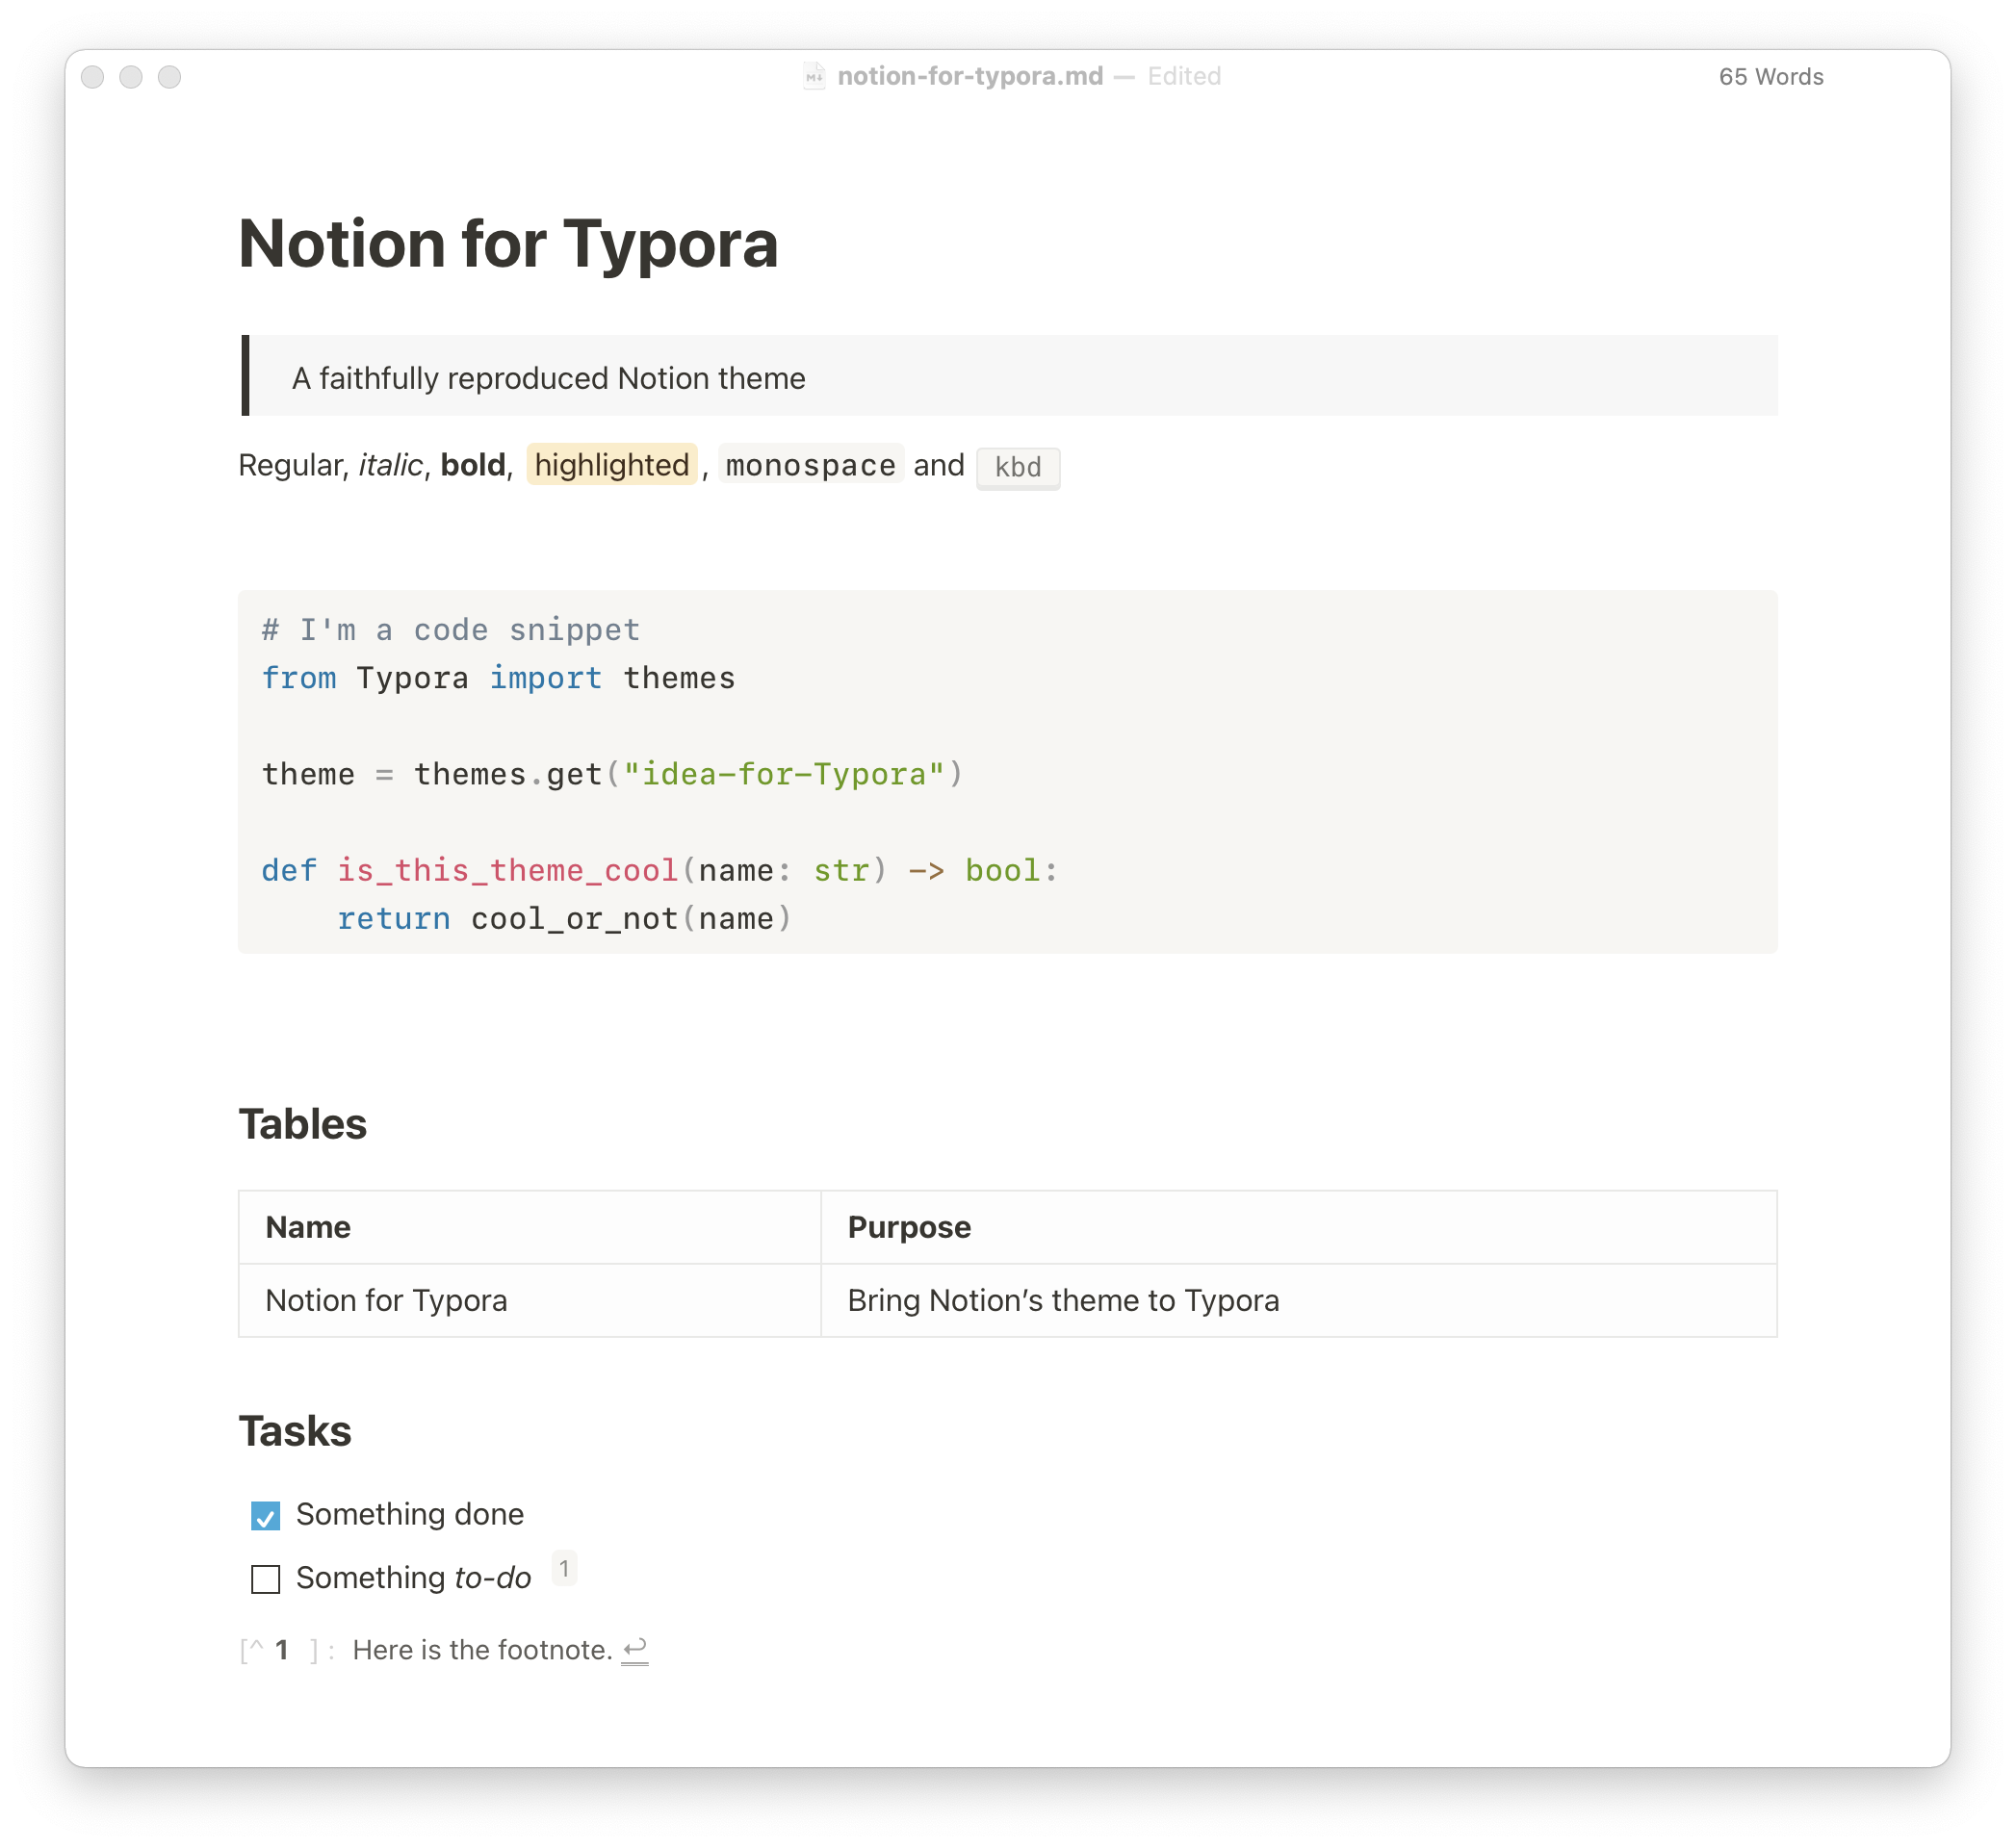 notion-for-typora.md — Edited
65 Words
Notion for Typora
A faithfully reproduced Notion theme
Regular, italic, bold, highlighted, monospace and kbd
# I'm a code snippet
from Typora import themes
theme = themes.get("idea-for-Typora")
def is_this_theme_cool(name: str) -> bool:
    return cool_or_not(name)
Tables
Name Purpose
Notion for Typora Bring Notion’s theme to Typora
Tasks
Something done
Something to-do 1
[^ 1 ]: Here is the footnote. ↩